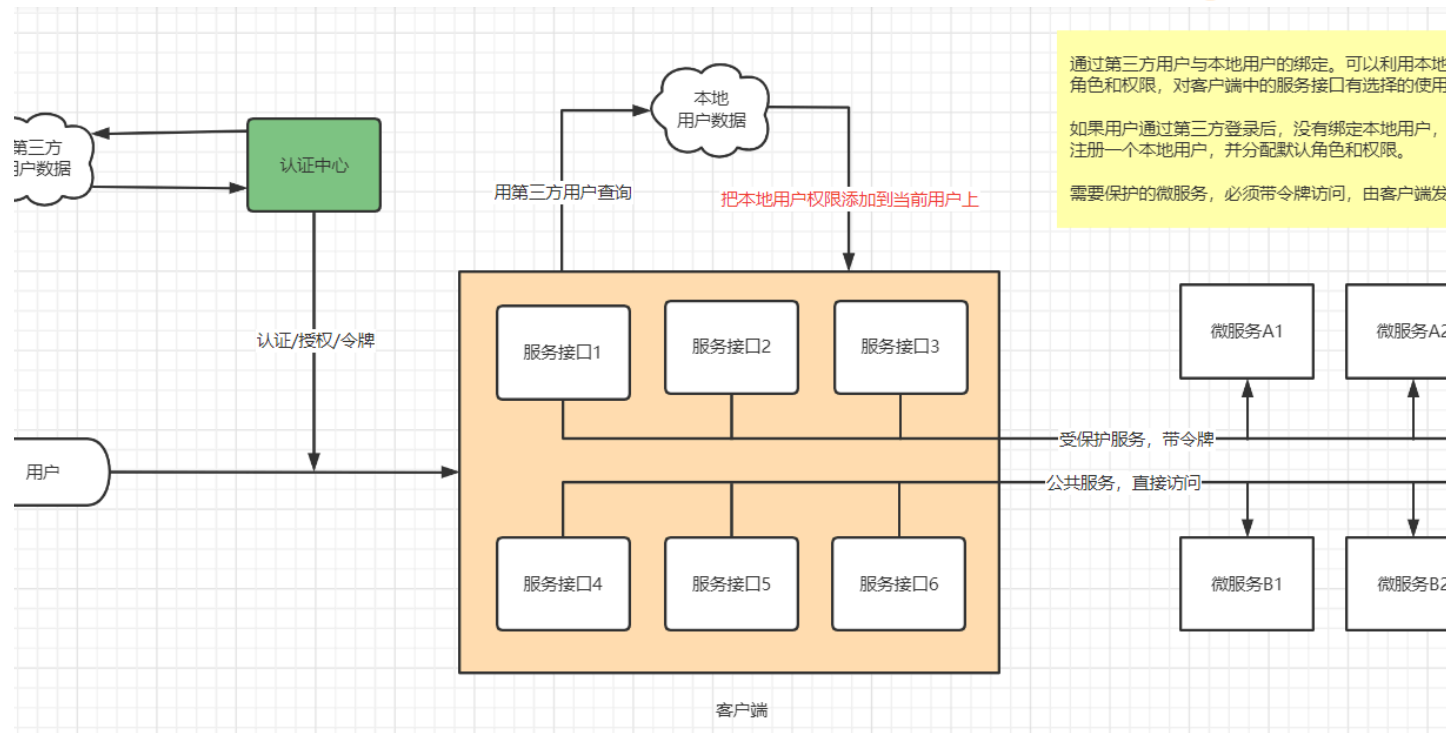 通过第三方用户与本地用户的绑定。可以利用本地
角色和权限，对客户端中的服务接口有选择的使用
如果用户通过第三方登录后，没有绑定本地用户，
注册一个本地用户，并分配默认角色和权限。
需要保护的微服务，必须带令牌访问，由客户端发
本地
用户数据
第三方
用户数据
认证中心
用第三方用户查询
把本地用户权限添加到当前用户上
认证/授权/令牌
服务接口1
服务接口2
服务接口3
微服务A1
微服务A2
受保护服务，带令牌
用户
公共服务，直接访问
服务接口4
服务接口5
服务接口6
微服务B1
微服务B2
客户端